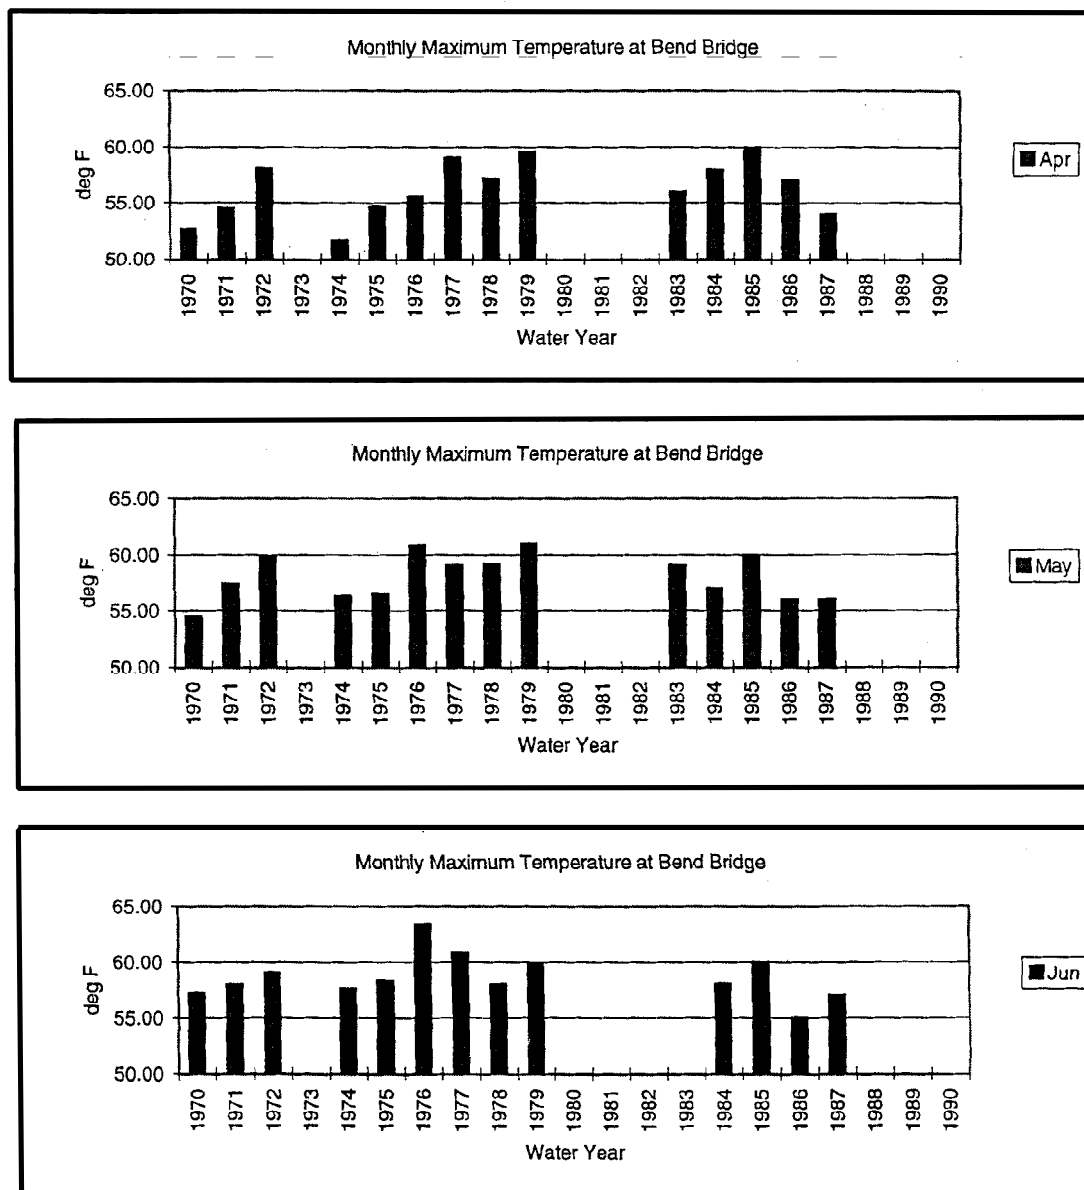 Monthly Maximum Temperature at Bend Bridge
65.00
60.00
55.00
50.00
deg F
1970 1971 1972 1973 1974 1975 1976 1977 1978 1979 1980 1981 1982 1983 1984 1985 1986 1987 1988 1989 1990
Water Year
Apr
Monthly Maximum Temperature at Bend Bridge
65.00
60.00
55.00
50.00
deg F
1970 1971 1972 1973 1974 1975 1976 1977 1978 1979 1980 1981 1982 1983 1984 1985 1986 1987 1988 1989 1990
Water Year
May
Monthly Maximum Temperature at Bend Bridge
65.00
60.00
55.00
50.00
deg F
1970 1971 1972 1973 1974 1975 1976 1977 1978 1979 1980 1981 1982 1983 1984 1985 1986 1987 1988 1989 1990
Water Year
Jun